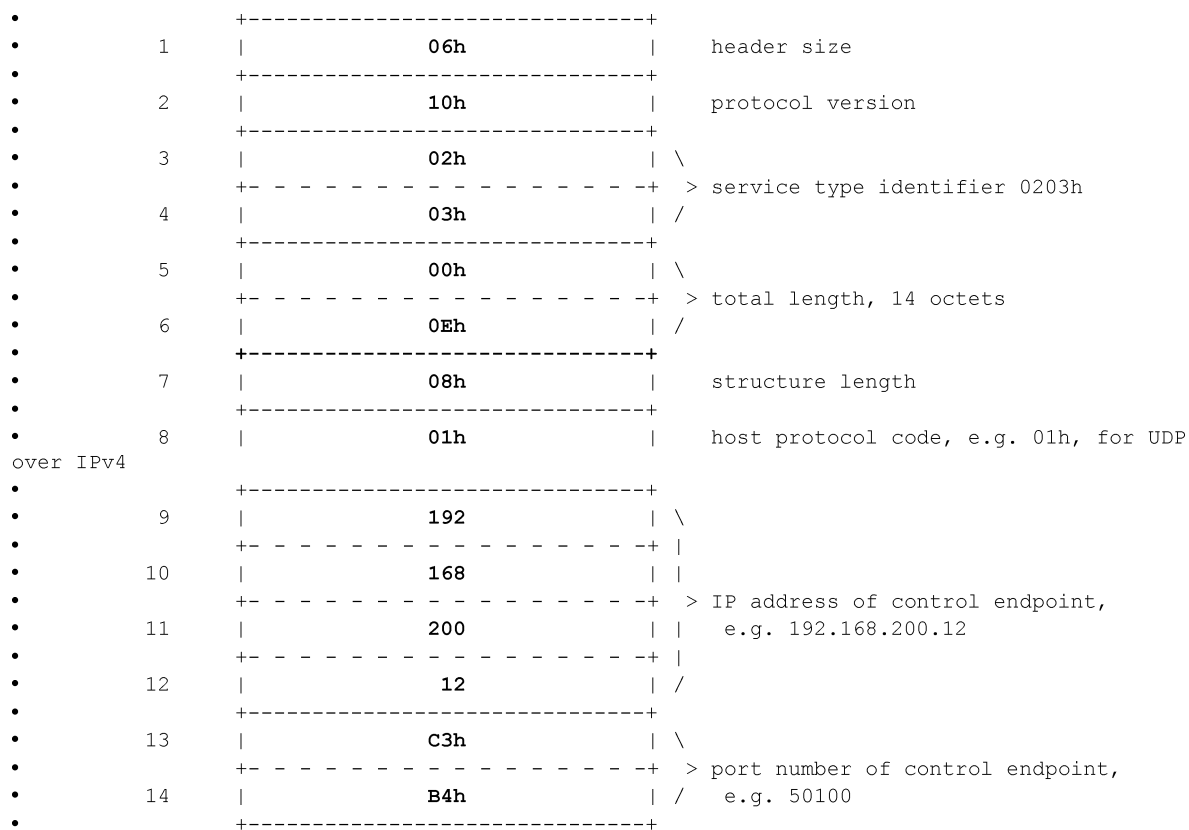 • +-------------------------------+
• 1 | 06h | header size
• +-------------------------------+
• 2 | 10h | protocol version
• +-------------------------------+
• 3 | 02h | \
• +- - - - - - - - - - - - - - - -+ > service type identifier 0203h
• 4 | 03h | /
• +-------------------------------+
• 5 | 00h | \
• +- - - - - - - - - - - - - - - -+ > total length, 14 octets
• 6 | 0Eh | /
• +-------------------------------+
• 7 | 08h | structure length
• +-------------------------------+
• 8 | 01h | host protocol code, e.g. 01h, for UDP
over IPv4
• +-------------------------------+
• 9 | 192 | \
• +- - - - - - - - - - - - - - - -+ |
• 10 | 168 | |
• +- - - - - - - - - - - - - - - -+ > IP address of control endpoint,
• 11 | 200 | | e.g. 192.168.200.12
• +- - - - - - - - - - - - - - - -+ |
• 12 | 12 | /
• +-------------------------------+
• 13 | C3h | \
• +- - - - - - - - - - - - - - - -+ > port number of control endpoint,
• 14 | B4h | / e.g. 50100
• +-------------------------------+